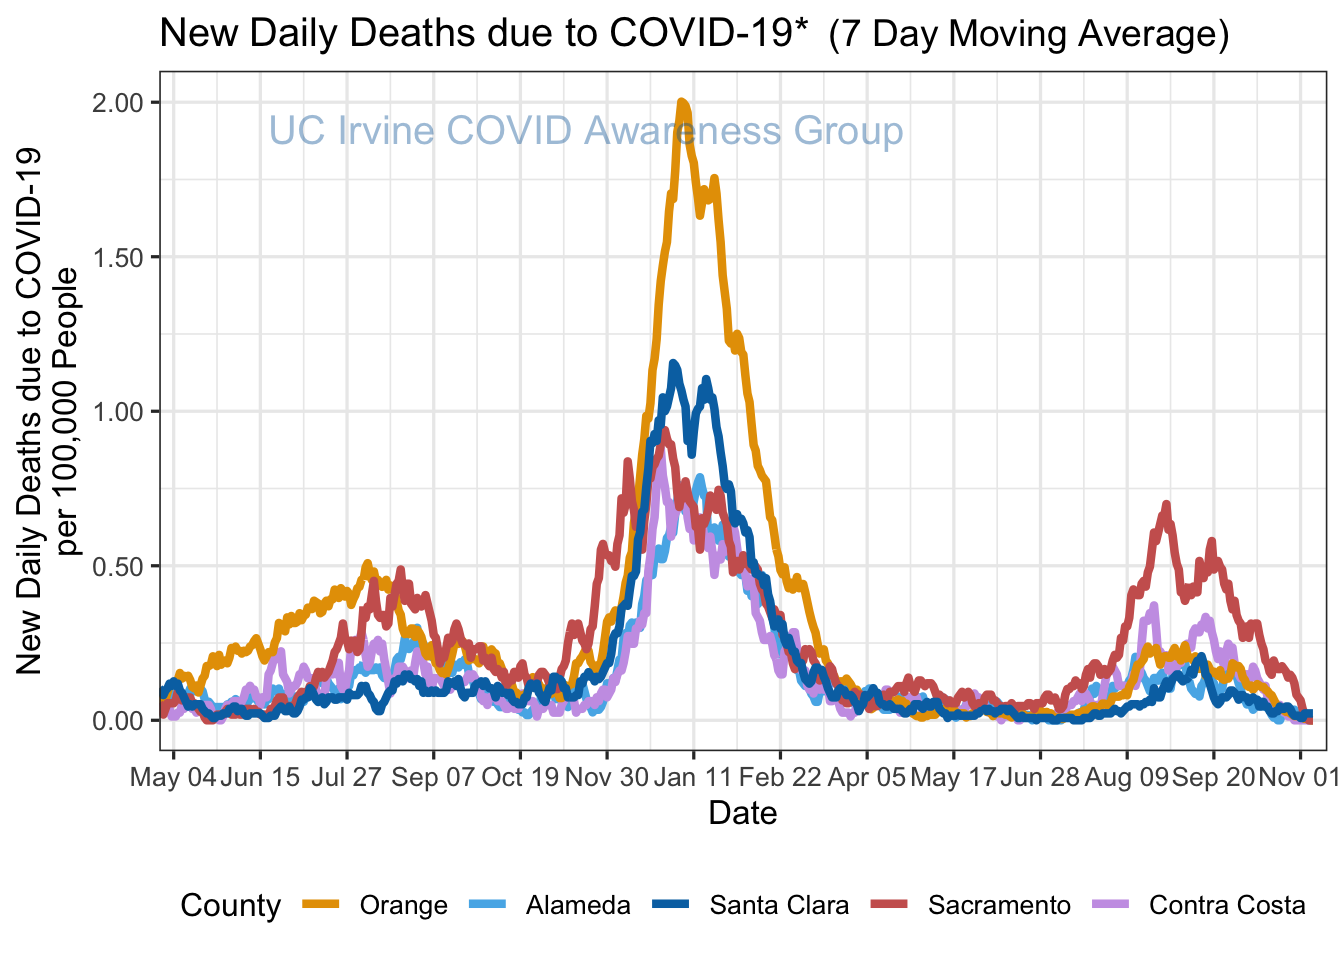 New Daily Deaths due to COVID-19* (7 Day Moving Average)
UC Irvine COVID Awareness Group
New Daily Deaths due to COVID-19
per 100,000 People
2.00
1.50
1.00
0.50
0.00
May 04 Jun 15 Jul 27 Sep 07 Oct 19 Nov 30 Jan 11 Feb 22 Apr 05 May 17 Jun 28 Aug 09 Sep 20 Nov 01
Date
County Orange Alameda Santa Clara Sacramento Contra Costa